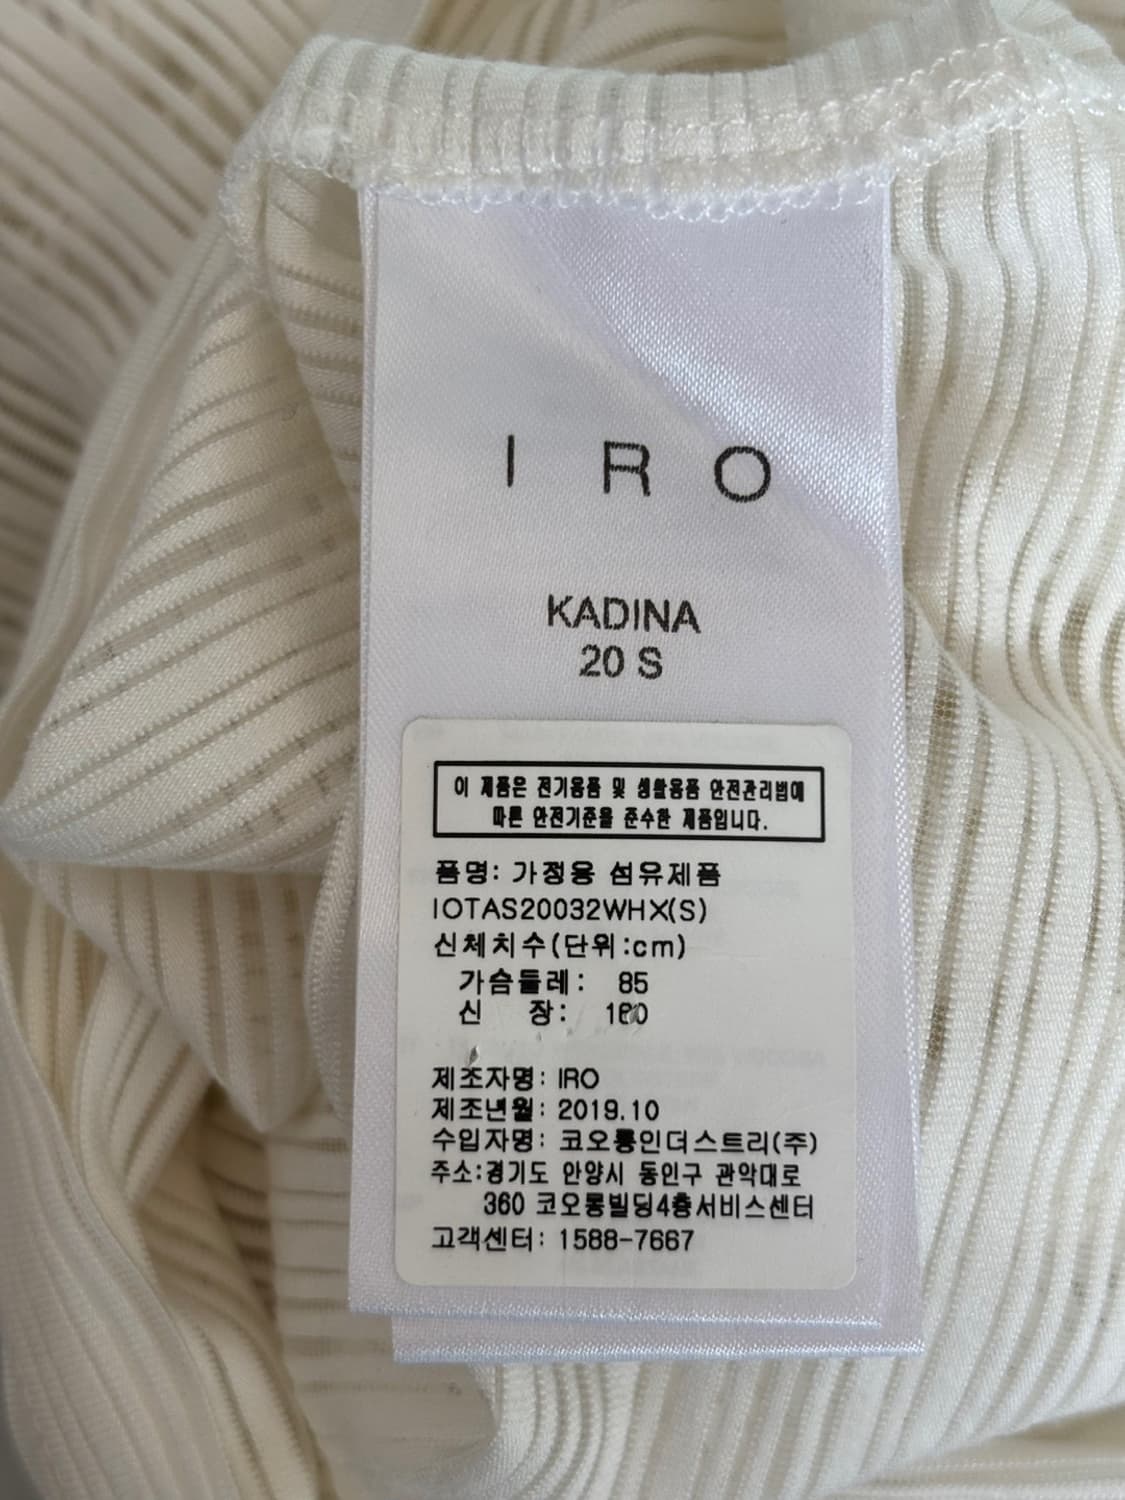 IRO
KADINA
20 S
이 제품은 전기용품 및 생활용품 안전관리법에
따른 안전기준을 준수한 제품입니다.
품명: 가정용 섬유제품
IOTAS20032WHX(S)
신체치수(단위:cm)
가슴둘레: 85
신 장: 160
제조자명: IRO
제조년월: 2019.10
수입자명: 코오롱인더스트리(주)
주소:경기도 안양시 동인구 관악대로
360 코오롱빌딩4층서비스센터
고객센터: 1588-7667